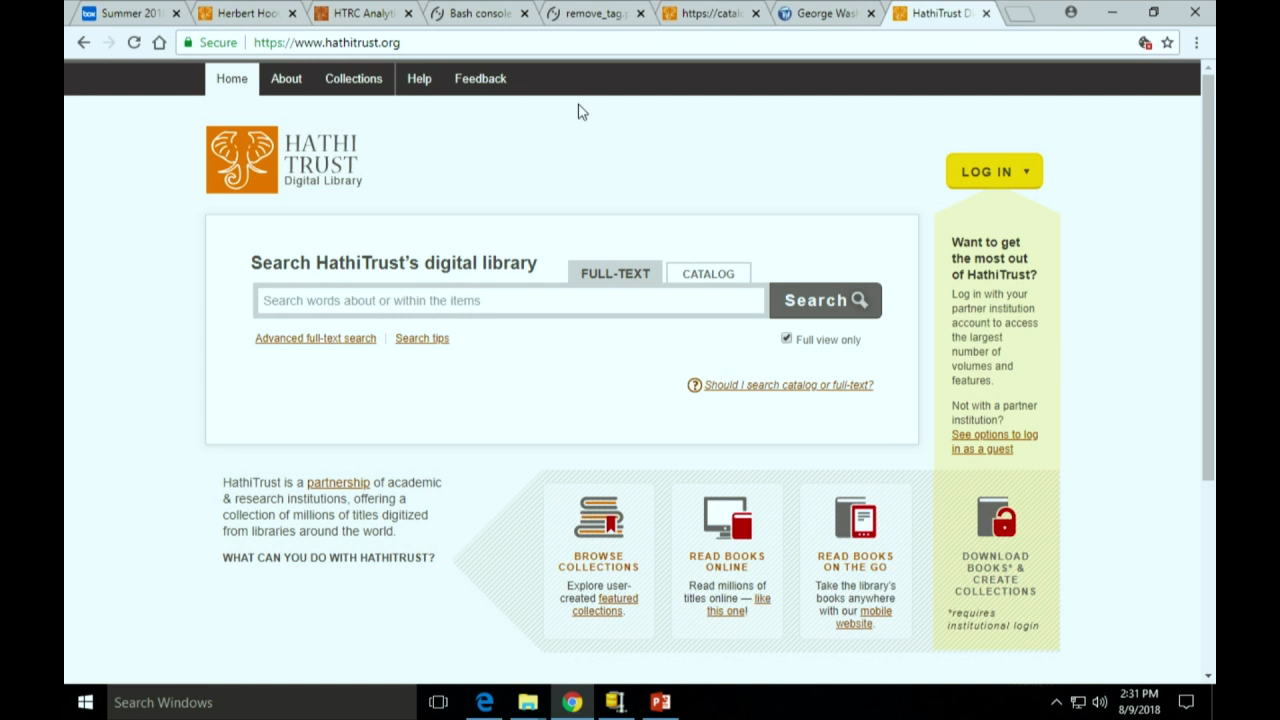 Summer 201
Herbert Hoo
HTRC Analyti
Bash console
remove_tag.
https://catal
George Was
HathiTrust D
Secure
https://www.hathitrust.org
Home
About
Collections
Help
Feedback
HATHI
TRUST
Digital Library
LOG IN
Search HathiTrust's digital library
FULL-TEXT
CATALOG
Search words about or within the items
Search
Advanced full-text search
Search tips
Full view only
? Should I search catalog or full-text?
Want to get
the most out
of HathiTrust?
Log in with your
partner institution
account to access
the largest
number of
volumes and
features.
Not with a partner
institution?
See options to log
in as a guest
HathiTrust is a partnership of academic
& research institutions, offering a
collection of millions of titles digitized
from libraries around the world.
WHAT CAN YOU DO WITH HATHITRUST?
BROWSE
COLLECTIONS
Explore user-
created featured
collections.
READ BOOKS
ONLINE
Read millions of
titles online — like
this one!
READ BOOKS
ON THE GO
Take the library's
books anywhere
with our mobile
website.
DOWNLOAD
BOOKS* &
CREATE
COLLECTIONS
*requires
institutional login
Search Windows
2:31 PM
8/9/2018